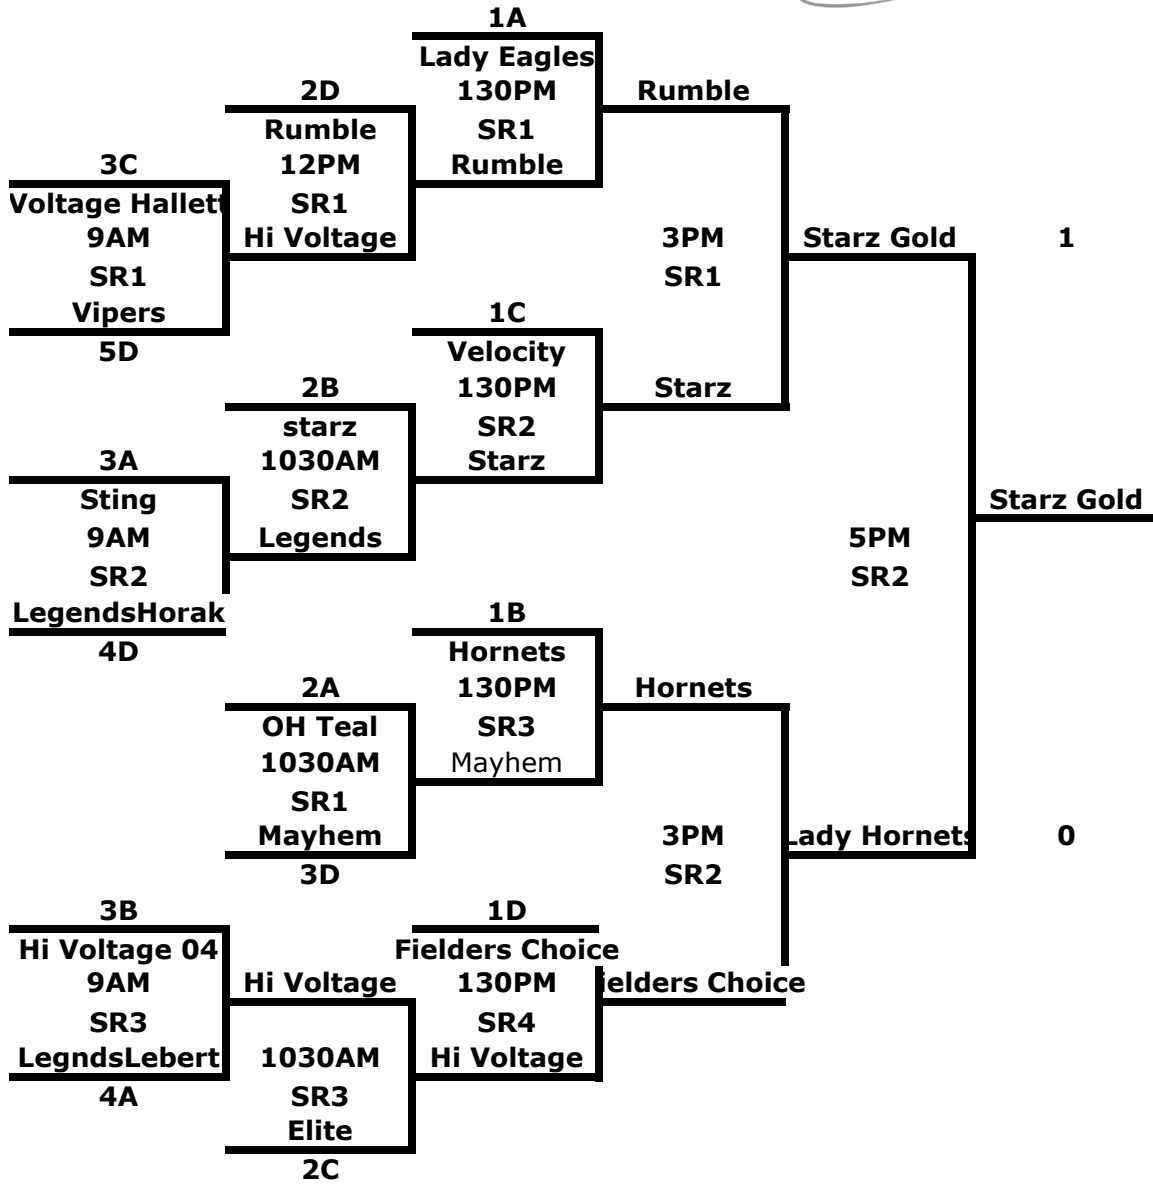 1A
Lady Eagles
2D
130PM
Rumble
Rumble
SR1
3C
12PM
Rumble
Voltage Hallett
SR1
9AM
Hi Voltage
3PM
Starz Gold
1
SR1
SR1
Vipers
1C
5D
Velocity
2B
130PM
Starz
starz
SR2
3A
1030AM
Starz
Sting
SR2
Starz Gold
9AM
Legends
5PM
SR2
SR2
LegendsHorak
1B
4D
Hornets
2A
130PM
Hornets
OH Teal
SR3
1030AM
Mayhem
SR1
Mayhem
3PM
Lady Hornets
0
3D
SR2
3B
1D
Hi Voltage 04
Fielders Choice
9AM
Hi Voltage
130PM
ielders Choice
SR3
SR4
LegndsLebert
1030AM
Hi Voltage
4A
SR3
Elite
2C